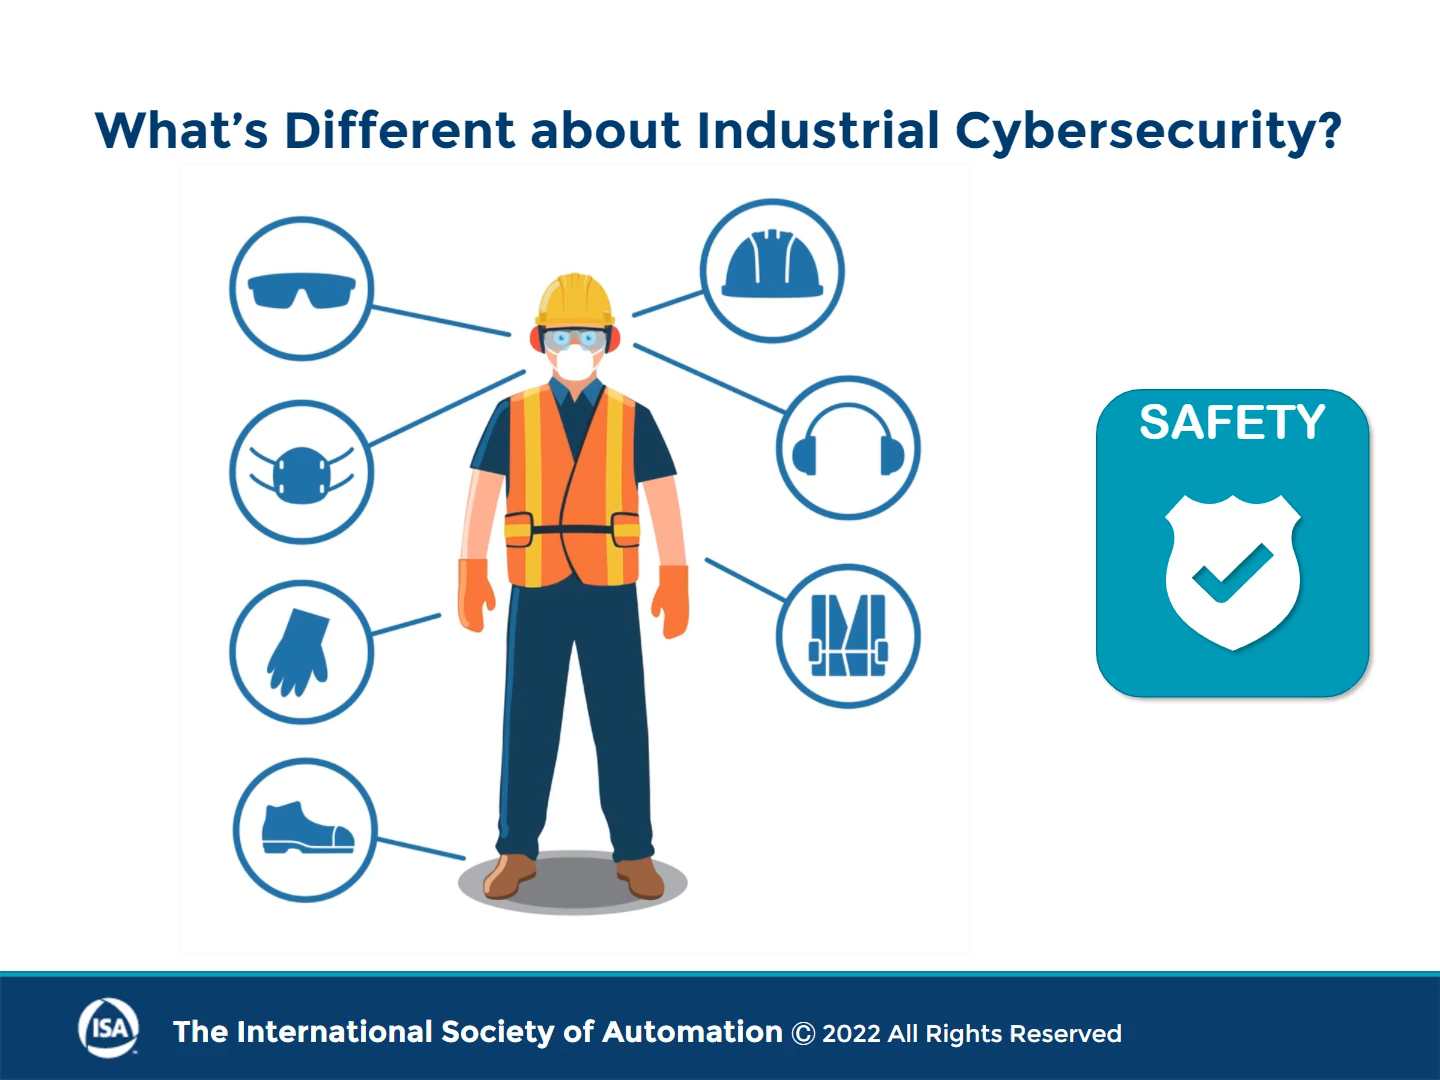 What’s Different about Industrial Cybersecurity?
SAFETY
ISA
The International Society of Automation © 2022 All Rights Reserved